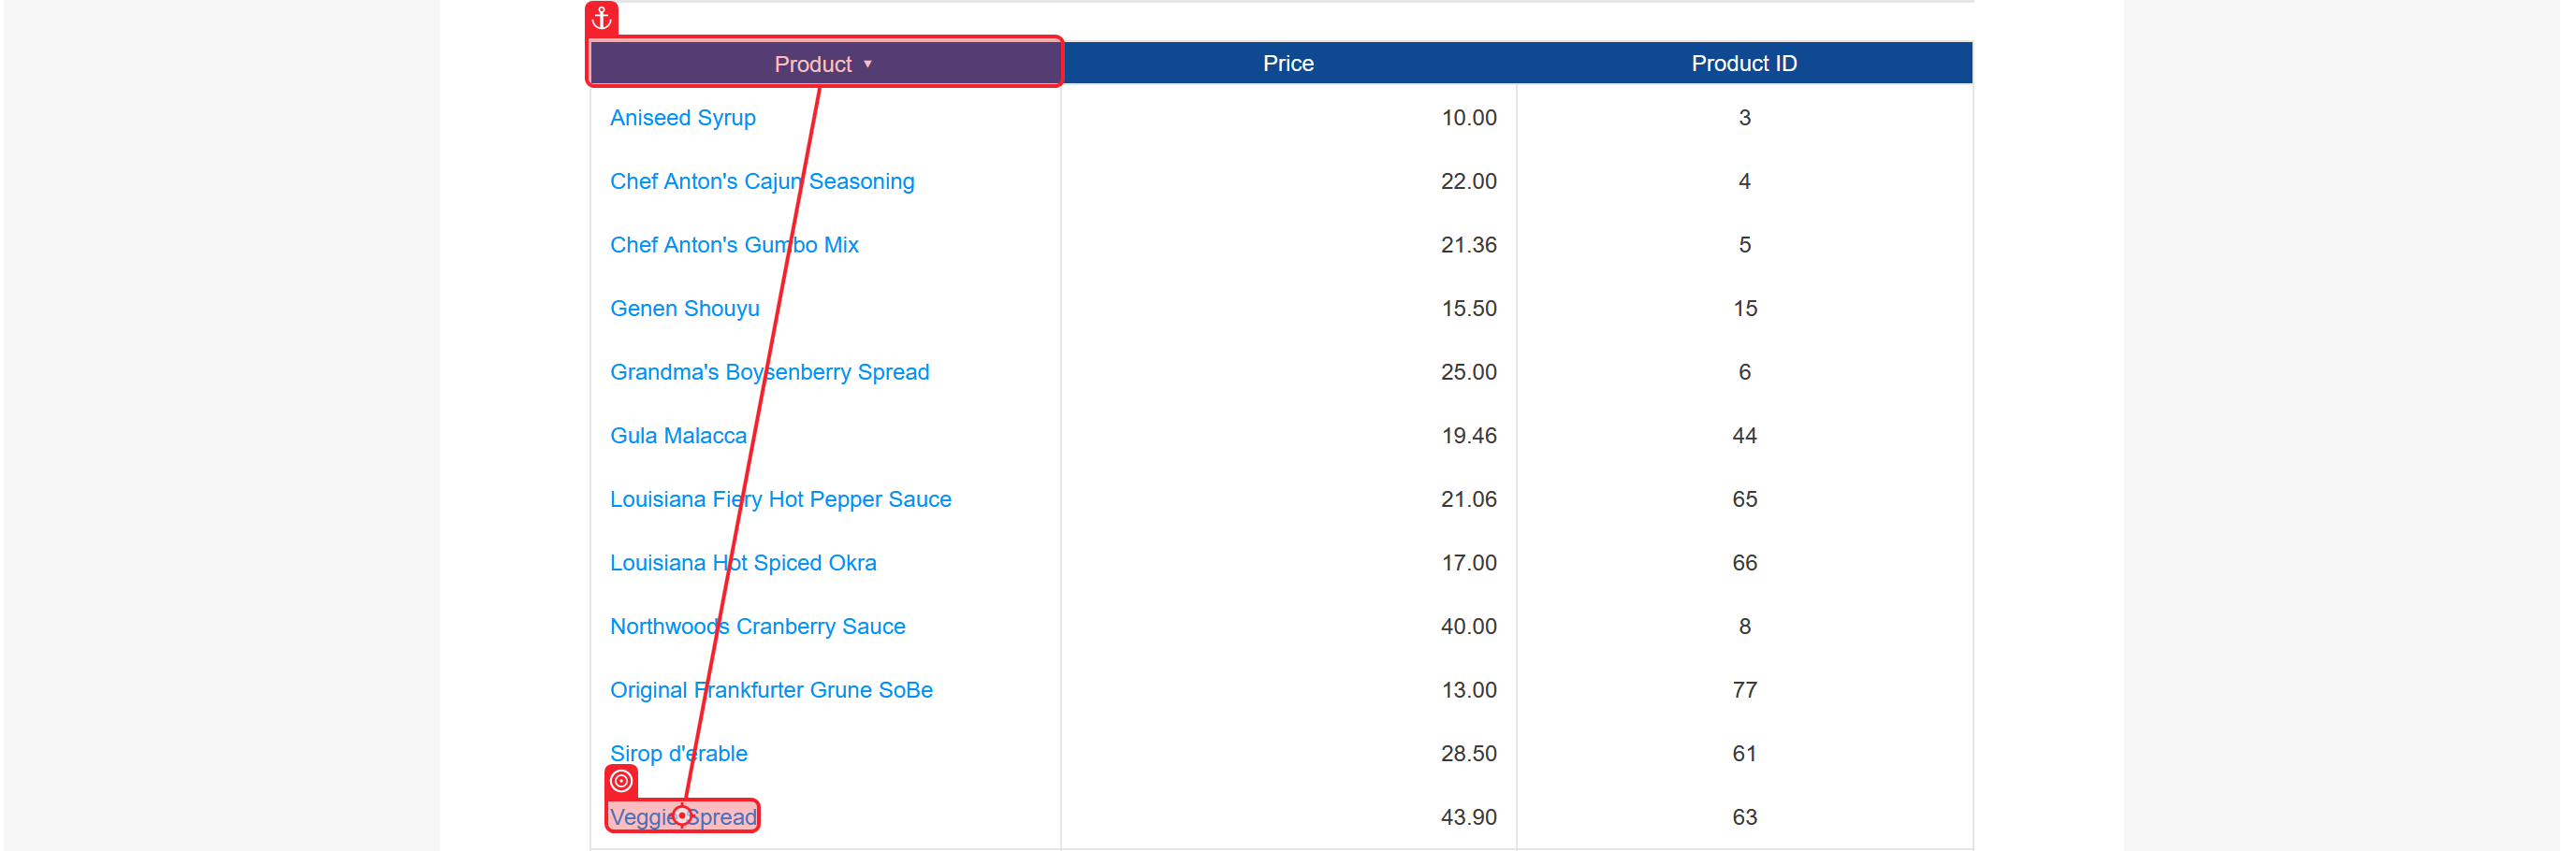 Product ▼ Price Product ID
Aniseed Syrup 10.00 3
Chef Anton's Cajun Seasoning 22.00 4
Chef Anton's Gumbo Mix 21.36 5
Genen Shouyu 15.50 15
Grandma's Boysenberry Spread 25.00 6
Gula Malacca 19.46 44
Louisiana Fiery Hot Pepper Sauce 21.06 65
Louisiana Hot Spiced Okra 17.00 66
Northwoods Cranberry Sauce 40.00 8
Original Frankfurter Grune SoBe 13.00 77
Sirop d'erable 28.50 61
Veggie Spread 43.90 63